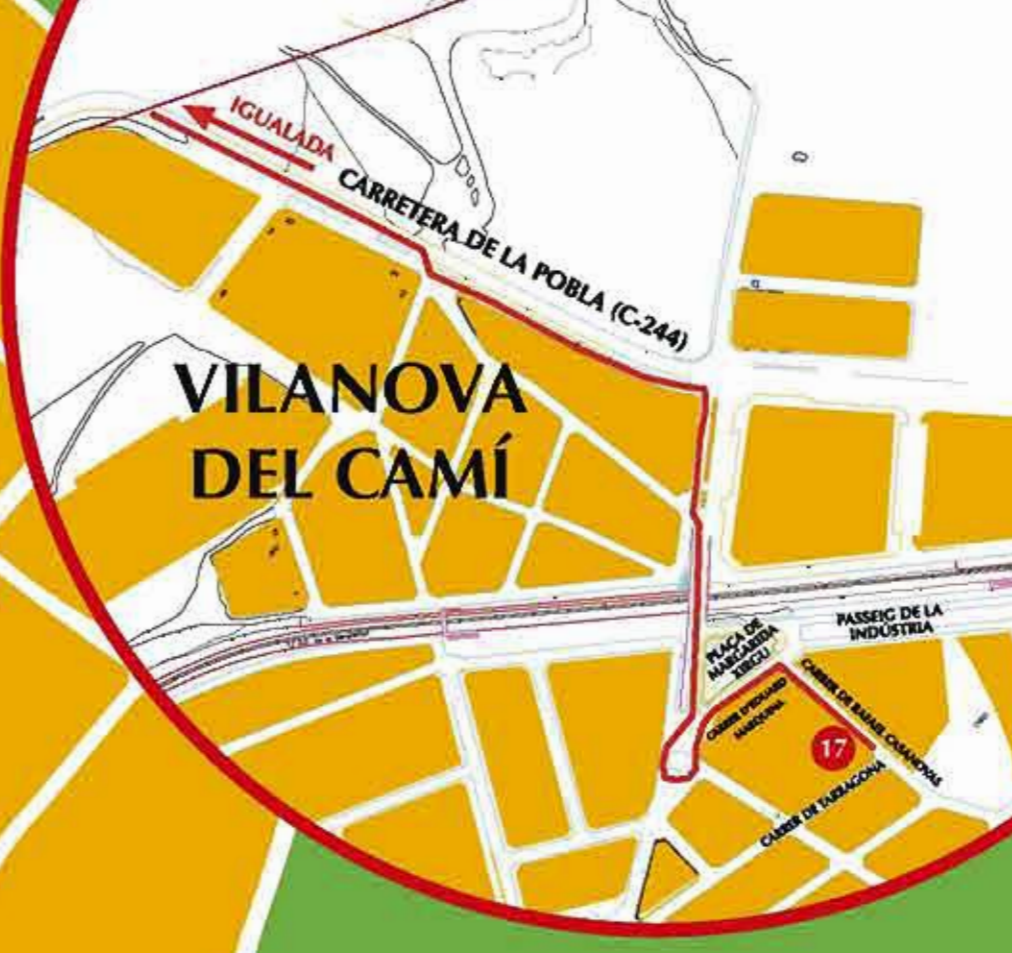 IGUALADA
CARRETERA DE LA POBLA (C-244)
VILANOVA
DEL CAMÍ
PASSEIG DE LA
INDÚSTRIA
PLAÇA DE
MARGARIDA
XIRGU
CARRER D'EDUARD
MARQUINA
CARRER DE RAFAEL CASANOVAS
17
CARRER DE TARRAGONA